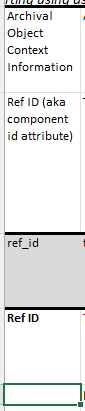 Archival
Object
Context
Information
Ref ID (aka
component
id attribute)
ref_id
Ref ID